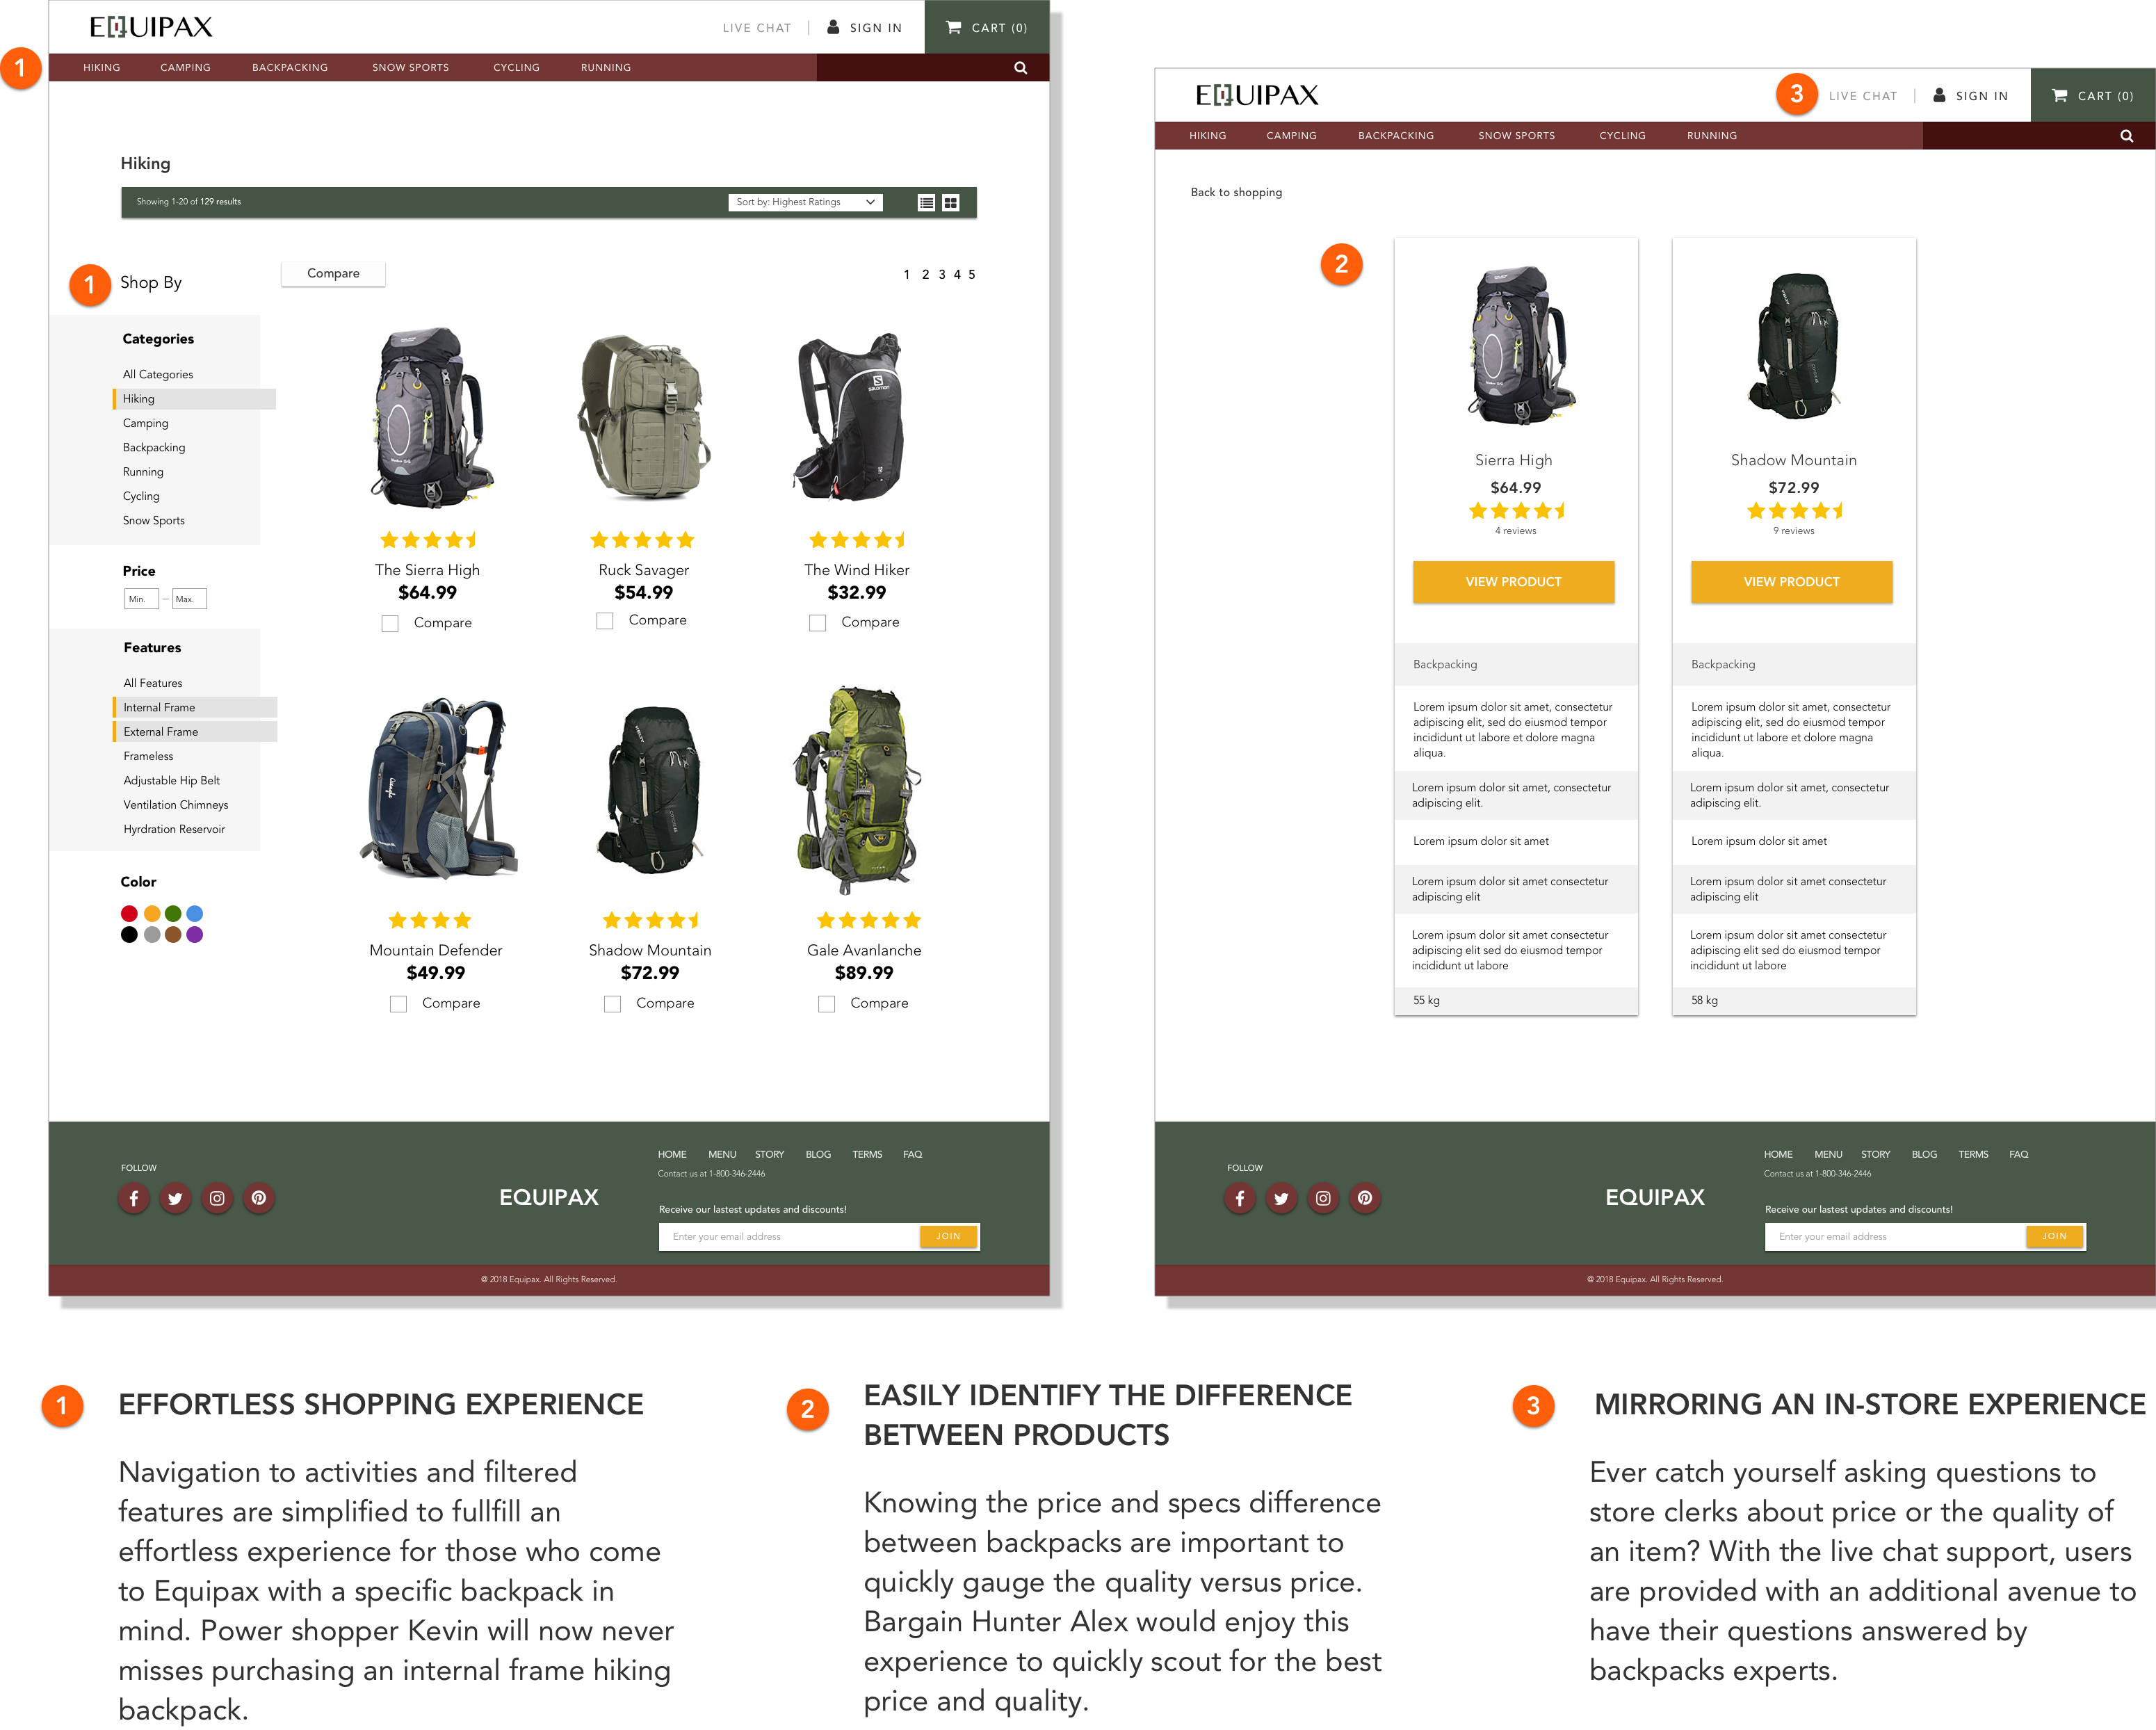 EQUIPAX
LIVE CHAT | SIGN IN
CART (0)
1
HIKING CAMPING BACKPACKING SNOW SPORTS CYCLING RUNNING
Hiking
Showing 1-20 of 129 results
Sort by: Highest Ratings
1
Shop By
Compare
1 2 3 4 5
Categories
All Categories
Hiking
Camping
Backpacking
Running
Cycling
Snow Sports
Price
Min. – Max.
Features
All Features
Internal Frame
External Frame
Frameless
Adjustable Hip Belt
Ventilation Chimneys
Hyrdration Reservoir
Color
SALOMON
The Sierra High
$64.99
Compare
Ruck Savager
$54.99
Compare
The Wind Hiker
$32.99
Compare
Mountain Defender
$49.99
Compare
Shadow Mountain
$72.99
Compare
Gale Avanlanche
$89.99
Compare
FOLLOW
EQUIPAX
HOME MENU STORY BLOG TERMS FAQ
Contact us at 1-800-346-2446
Receive our lastest updates and discounts!
Enter your email address
JOIN
@ 2018 Equipax. All Rights Reserved.
EQUIPAX
3
LIVE CHAT | SIGN IN
CART (0)
HIKING CAMPING BACKPACKING SNOW SPORTS CYCLING RUNNING
Back to shopping
2
Sierra High
$64.99
4 reviews
VIEW PRODUCT
Backpacking
Lorem ipsum dolor sit amet, consectetur
adipiscing elit, sed do eiusmod tempor
incididunt ut labore et dolore magna
aliqua.
Lorem ipsum dolor sit amet, consectetur
adipiscing elit.
Lorem ipsum dolor sit amet
Lorem ipsum dolor sit amet consectetur
adipiscing elit
Lorem ipsum dolor sit amet consectetur
adipiscing elit sed do eiusmod tempor
incididunt ut labore
55 kg
Shadow Mountain
$72.99
9 reviews
VIEW PRODUCT
Backpacking
Lorem ipsum dolor sit amet, consectetur
adipiscing elit, sed do eiusmod tempor
incididunt ut labore et dolore magna
aliqua.
Lorem ipsum dolor sit amet, consectetur
adipiscing elit.
Lorem ipsum dolor sit amet
Lorem ipsum dolor sit amet consectetur
adipiscing elit
Lorem ipsum dolor sit amet consectetur
adipiscing elit sed do eiusmod tempor
incididunt ut labore
58 kg
FOLLOW
EQUIPAX
HOME MENU STORY BLOG TERMS FAQ
Contact us at 1-800-346-2446
Receive our lastest updates and discounts!
Enter your email address
JOIN
@ 2018 Equipax. All Rights Reserved.
1
EFFORTLESS SHOPPING EXPERIENCE
Navigation to activities and filtered
features are simplified to fullfill an
effortless experience for those who come
to Equipax with a specific backpack in
mind. Power shopper Kevin will now never
misses purchasing an internal frame hiking
backpack.
2
EASILY IDENTIFY THE DIFFERENCE
BETWEEN PRODUCTS
Knowing the price and specs difference
between backpacks are important to
quickly gauge the quality versus price.
Bargain Hunter Alex would enjoy this
experience to quickly scout for the best
price and quality.
3
MIRRORING AN IN-STORE EXPERIENCE
Ever catch yourself asking questions to
store clerks about price or the quality of
an item? With the live chat support, users
are provided with an additional avenue to
have their questions answered by
backpacks experts.